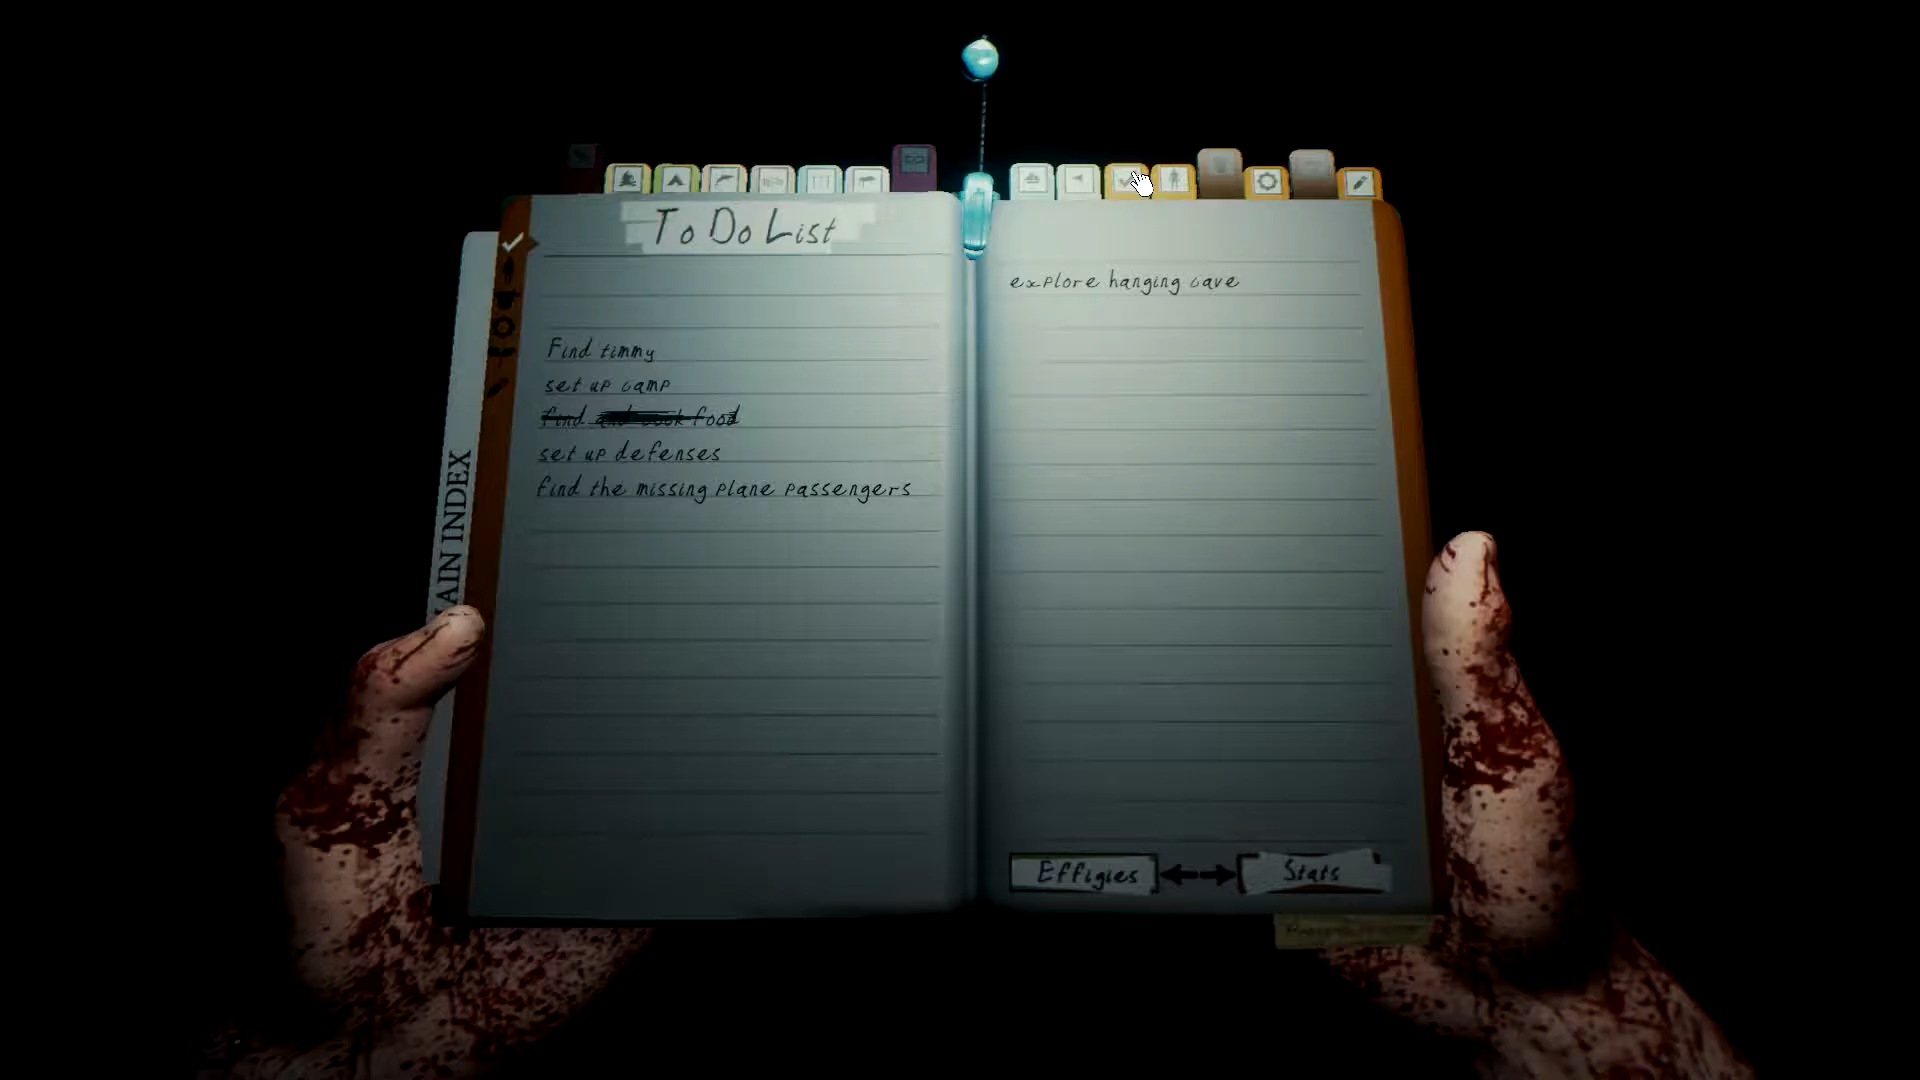 To Do List
Find timmy
set up camp
find and cook food
set up defenses
find the missing plane passengers
explore hanging cave
AIN INDEX
Effigies
Stats